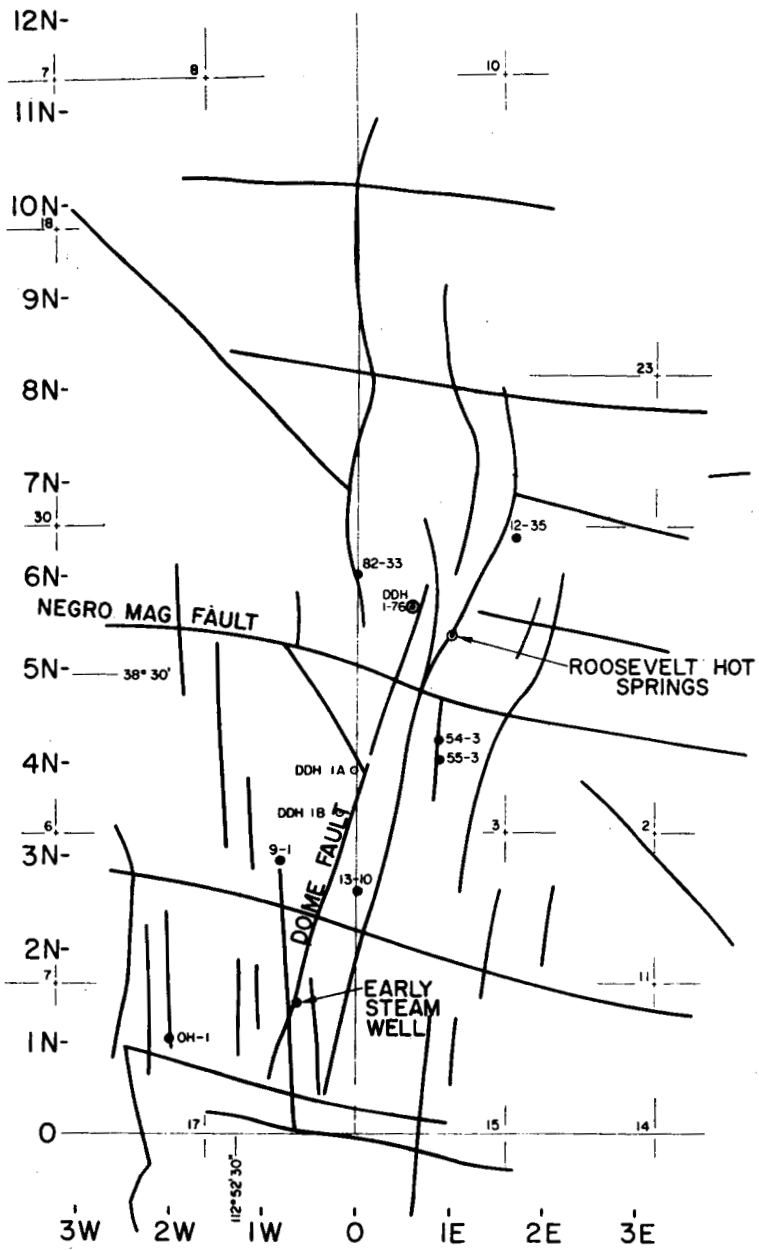 12N-
7
8
10
11N-
10N-
18
9N-
23
8N-
7N-
30
12-35
82-33
6N-
DDH
1-76
NEGRO MAG FAULT
5N-
38° 30'
ROOSEVELT HOT
SPRINGS
54-3
4N-
DDH 1A
55-3
DDH 1B
6
3
2
3N-
9-1
13-10
DOME FAULT
2N-
7
11
EARLY
STEAM
WELL
1N-
OH-1
0
17
15
14
112° 52' 30"
3W
2W
1W
0
1E
2E
3E